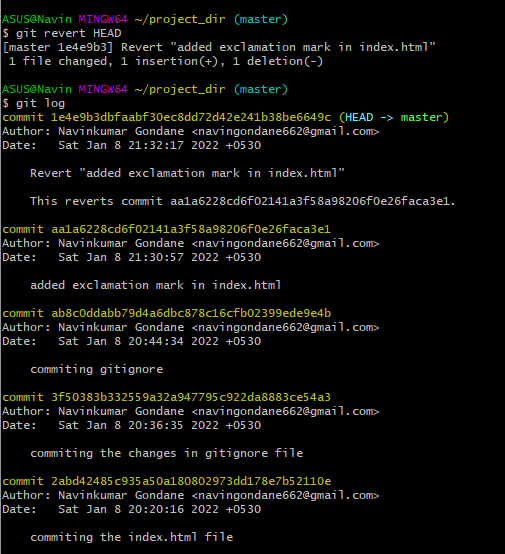 ASUS@Navin MINGW64 ~/project_dir (master)
$ git revert HEAD
[master 1e4e9b3] Revert "added exclamation mark in index.html"
1 file changed, 1 insertion(+), 1 deletion(-)
ASUS@Navin MINGW64 ~/project_dir (master)
$ git log
commit 1e4e9b3dbfaabf30ec8dd72d42e241b38be6649c (HEAD -> master)
Author: Navinkumar Gondane <navingondane662@gmail.com>
Date:   Sat Jan 8 21:32:17 2022 +0530
Revert "added exclamation mark in index.html"
This reverts commit aa1a6228cd6f02141a3f58a98206f0e26faca3e1.
commit aa1a6228cd6f02141a3f58a98206f0e26faca3e1
Author: Navinkumar Gondane <navingondane662@gmail.com>
Date:   Sat Jan 8 21:30:57 2022 +0530
added exclamation mark in index.html
commit ab8c0ddabb79d4a6dbc878c16cfb02399ede9e4b
Author: Navinkumar Gondane <navingondane662@gmail.com>
Date:   Sat Jan 8 20:44:34 2022 +0530
commiting gitignore
commit 3f50383b332559a32a947795c922da8883ce54a3
Author: Navinkumar Gondane <navingondane662@gmail.com>
Date:   Sat Jan 8 20:36:35 2022 +0530
commiting the changes in gitignore file
commit 2abd42485c935a50a180802973dd178e7b52110e
Author: Navinkumar Gondane <navingondane662@gmail.com>
Date:   Sat Jan 8 20:20:16 2022 +0530
commiting the index.html file